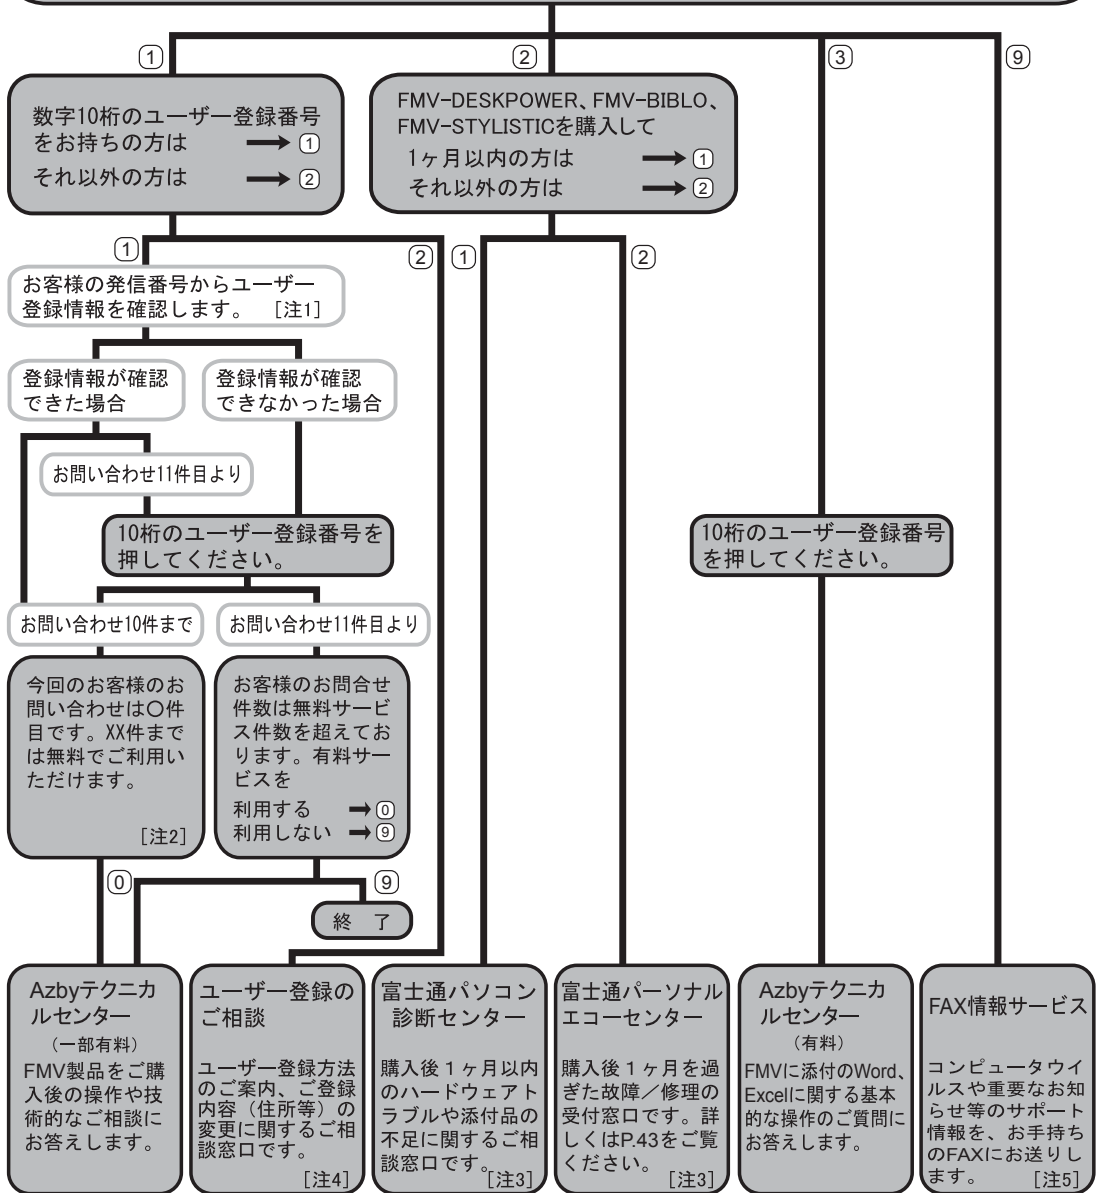 1
2
3
9
数字10桁のユーザー登録番号
をお持ちの方は → 1
それ以外の方は → 2
FMV-DESKPOWER、FMV-BIBLO、
FMV-STYLISTICを購入して
1ヶ月以内の方は → 1
それ以外の方は → 2
1
2
1
2
お客様の発信番号からユーザー
登録情報を確認します。 [注1]
登録情報が確認
できた場合
登録情報が確認
できなかった場合
お問い合わせ11件目より
10桁のユーザー登録番号を
押してください。
10桁のユーザー登録番号
を押してください。
お問い合わせ10件まで
お問い合わせ11件目より
今回のお客様のお
問い合わせは〇件
目です。XX件まで
は無料でご利用い
ただけます。
[注2]
お客様のお問合せ
件数は無料サービ
ス件数を超えてお
ります。有料サー
ビスを
利用する → 0
利用しない → 9
0
9
終 了
Azbyテクニカ
ルセンター
(一部有料)
FMV製品をご購
入後の操作や技
術的なご相談に
お答えします。
ユーザー登録の
ご相談
ユーザー登録方法
のご案内、ご登録
内容(住所等)の
変更に関するご相
談窓口です。
[注4]
富士通パソコン
診断センター
購入後1ヶ月以内
のハードウェアト
ラブルや添付品の
不足に関するご相
談窓口です。
[注3]
富士通パーソナル
エコーセンター
購入後1ヶ月を過
ぎた故障/修理の
受付窓口です。詳
しくはP.43をご覧
ください。
[注3]
Azbyテクニカ
ルセンター
(有料)
FMVに添付のWord、
Excelに関する基本
的な操作のご質問に
お答えします。
FAX情報サービス
コンピュータウイ
ルスや重要なお知
らせ等のサポート
情報を、お手持ち
のFAXにお送りし
ます。 [注5]